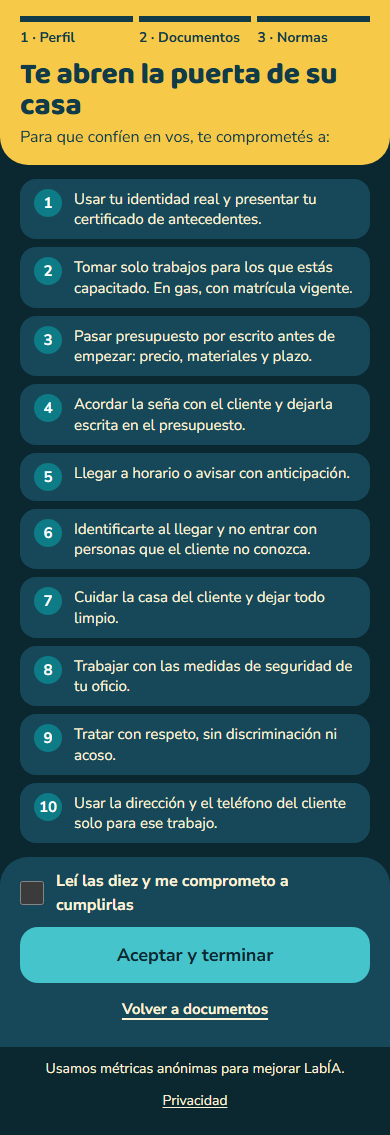 1 · Perfil
2 · Documentos
3 · Normas
Te abren la puerta de su
casa
Para que confíen en vos, te comprometés a:
1
Usar tu identidad real y presentar tu
certificado de antecedentes.
2
Tomar solo trabajos para los que estás
capacitado. En gas, con matrícula vigente.
3
Pasar presupuesto por escrito antes de
empezar: precio, materiales y plazo.
4
Acordar la seña con el cliente y dejarla
escrita en el presupuesto.
5
Llegar a horario o avisar con anticipación.
6
Identificarte al llegar y no entrar con
personas que el cliente no conozca.
7
Cuidar la casa del cliente y dejar todo
limpio.
8
Trabajar con las medidas de seguridad de
tu oficio.
9
Tratar con respeto, sin discriminación ni
acoso.
10
Usar la dirección y el teléfono del cliente
solo para ese trabajo.
Leí las diez y me comprometo a
cumplirlas
Aceptar y terminar
Volver a documentos
Usamos métricas anónimas para mejorar LabÍA.
Privacidad